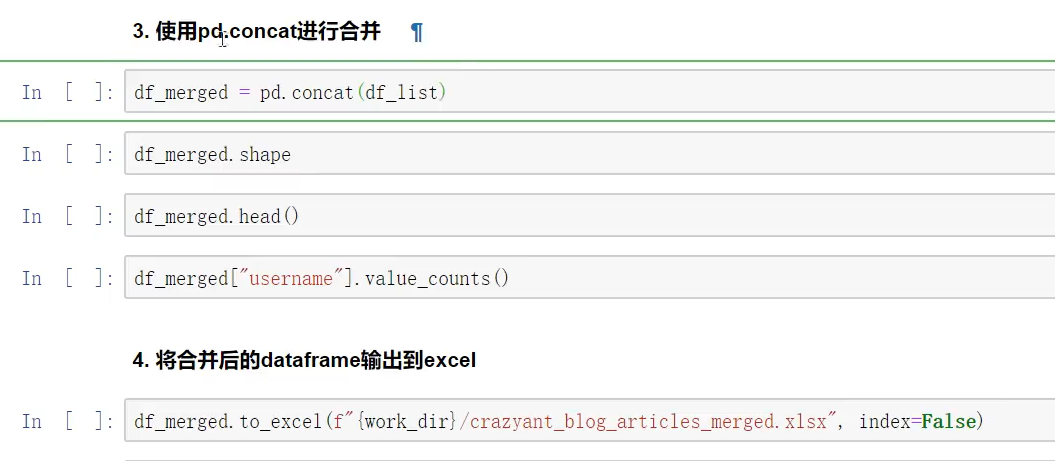 3. 使用pd.concat进行合并 ¶
In [ ]: df_merged = pd.concat(df_list)
In [ ]: df_merged.shape
In [ ]: df_merged.head()
In [ ]: df_merged["username"].value_counts()
4. 将合并后的dataframe输出到excel
In [ ]: df_merged.to_excel(f"{work_dir}/crazyant_blog_articles_merged.xlsx", index=False)